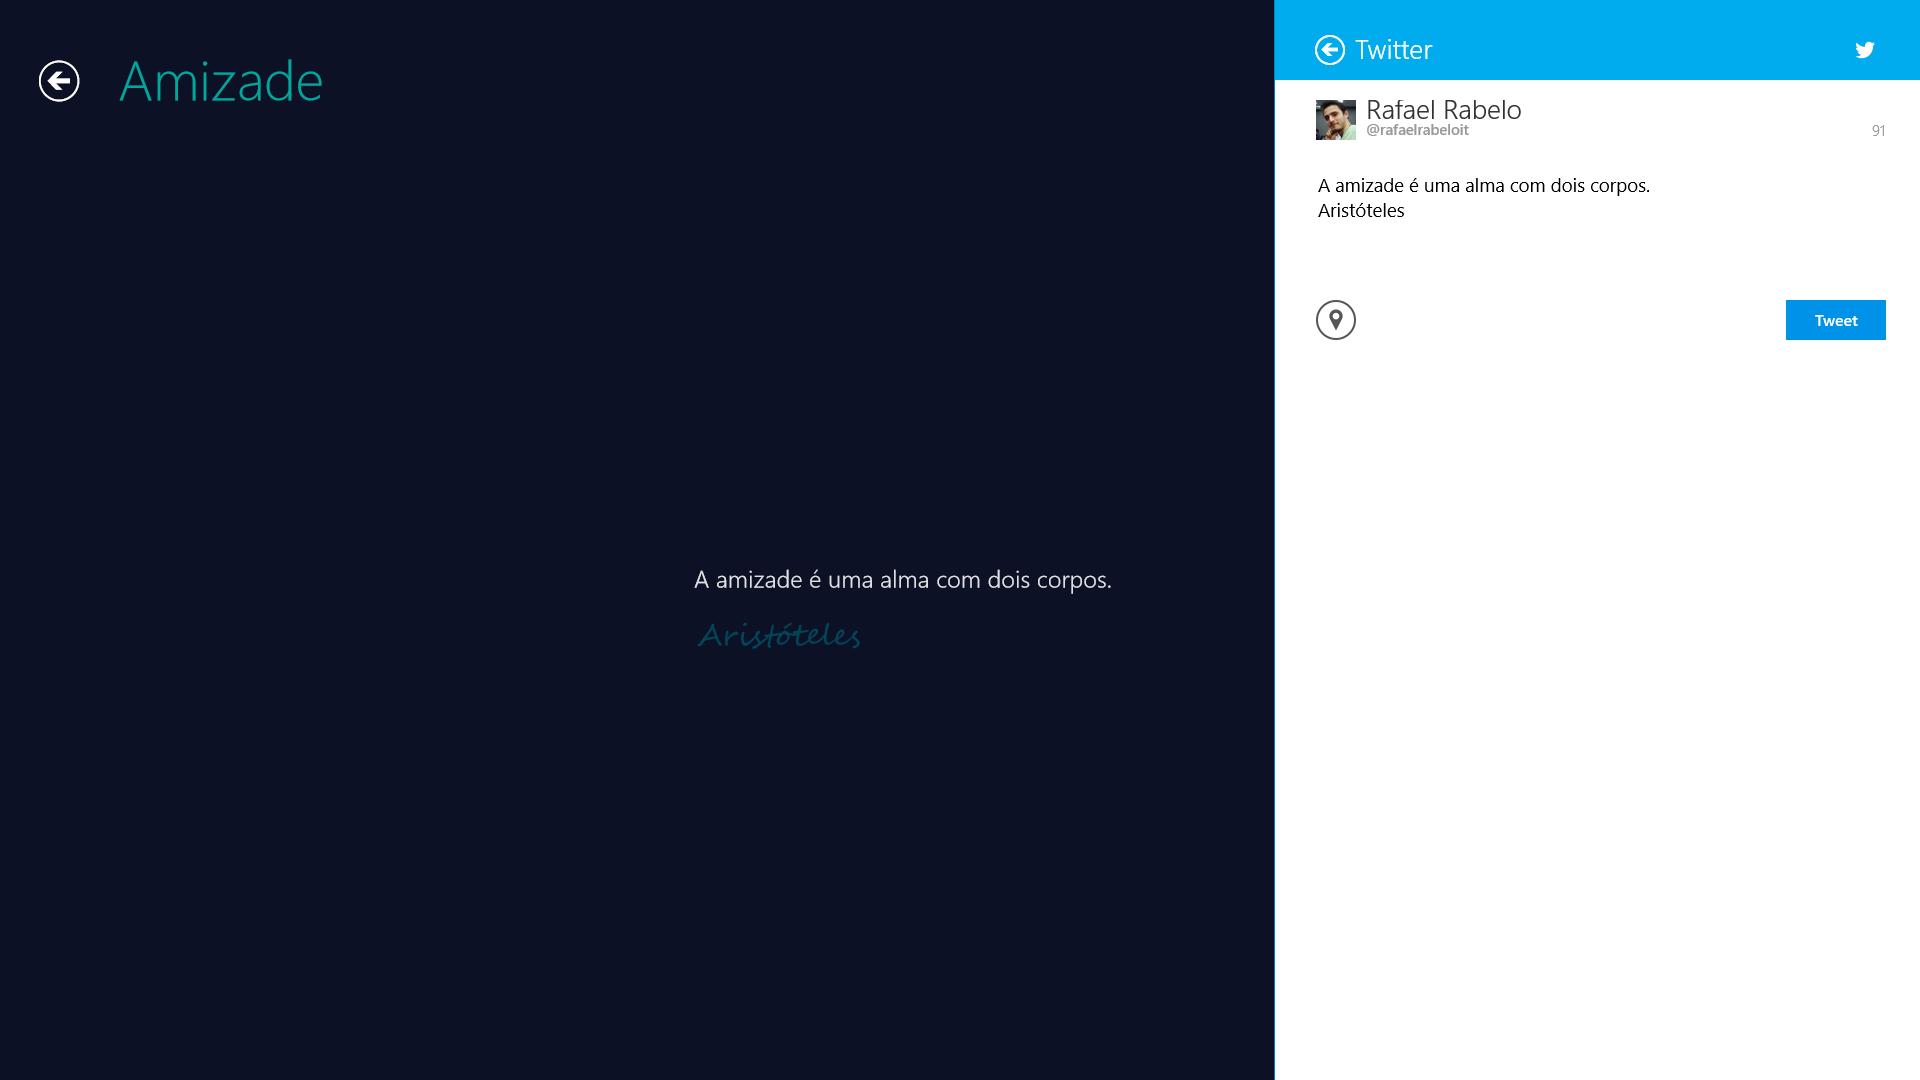 Amizade
A amizade é uma alma com dois corpos.
Aristóteles
Twitter
Rafael Rabelo
@rafaelrabeloit
91
A amizade é uma alma com dois corpos.
Aristóteles
Tweet